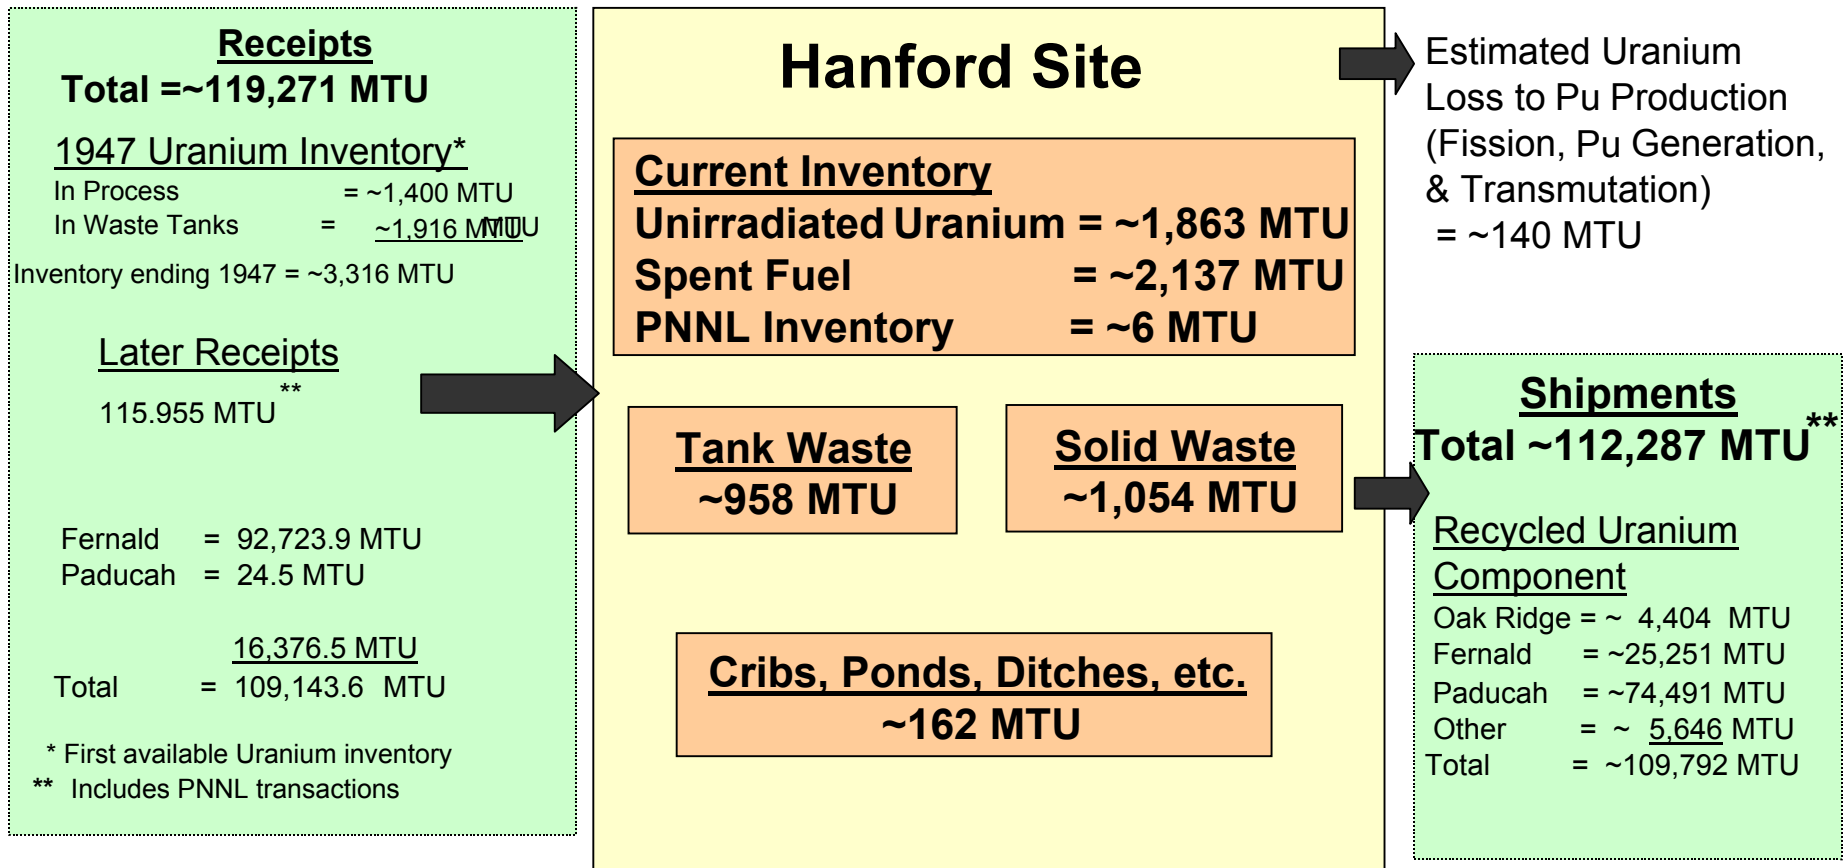 Receipts
Total =~119,271 MTU
1947 Uranium Inventory*
In Process = ~1,400 MTU
In Waste Tanks = ~1,916 MTU
Inventory ending 1947 = ~3,316 MTU
Later Receipts
115.955 MTU**
Fernald = 92,723.9 MTU
Paducah = 24.5 MTU
16,376.5 MTU
Total = 109,143.6 MTU
* First available Uranium inventory
** Includes PNNL transactions
Hanford Site
Current Inventory
Unirradiated Uranium = ~1,863 MTU
Spent Fuel = ~2,137 MTU
PNNL Inventory = ~6 MTU
Tank Waste
~958 MTU
Solid Waste
~1,054 MTU
Cribs, Ponds, Ditches, etc.
~162 MTU
Estimated Uranium
Loss to Pu Production
(Fission, Pu Generation,
& Transmutation)
= ~140 MTU
Shipments
Total ~112,287 MTU**
Recycled Uranium
Component
Oak Ridge = ~ 4,404 MTU
Fernald = ~25,251 MTU
Paducah = ~74,491 MTU
Other = ~ 5,646 MTU
Total = ~109,792 MTU